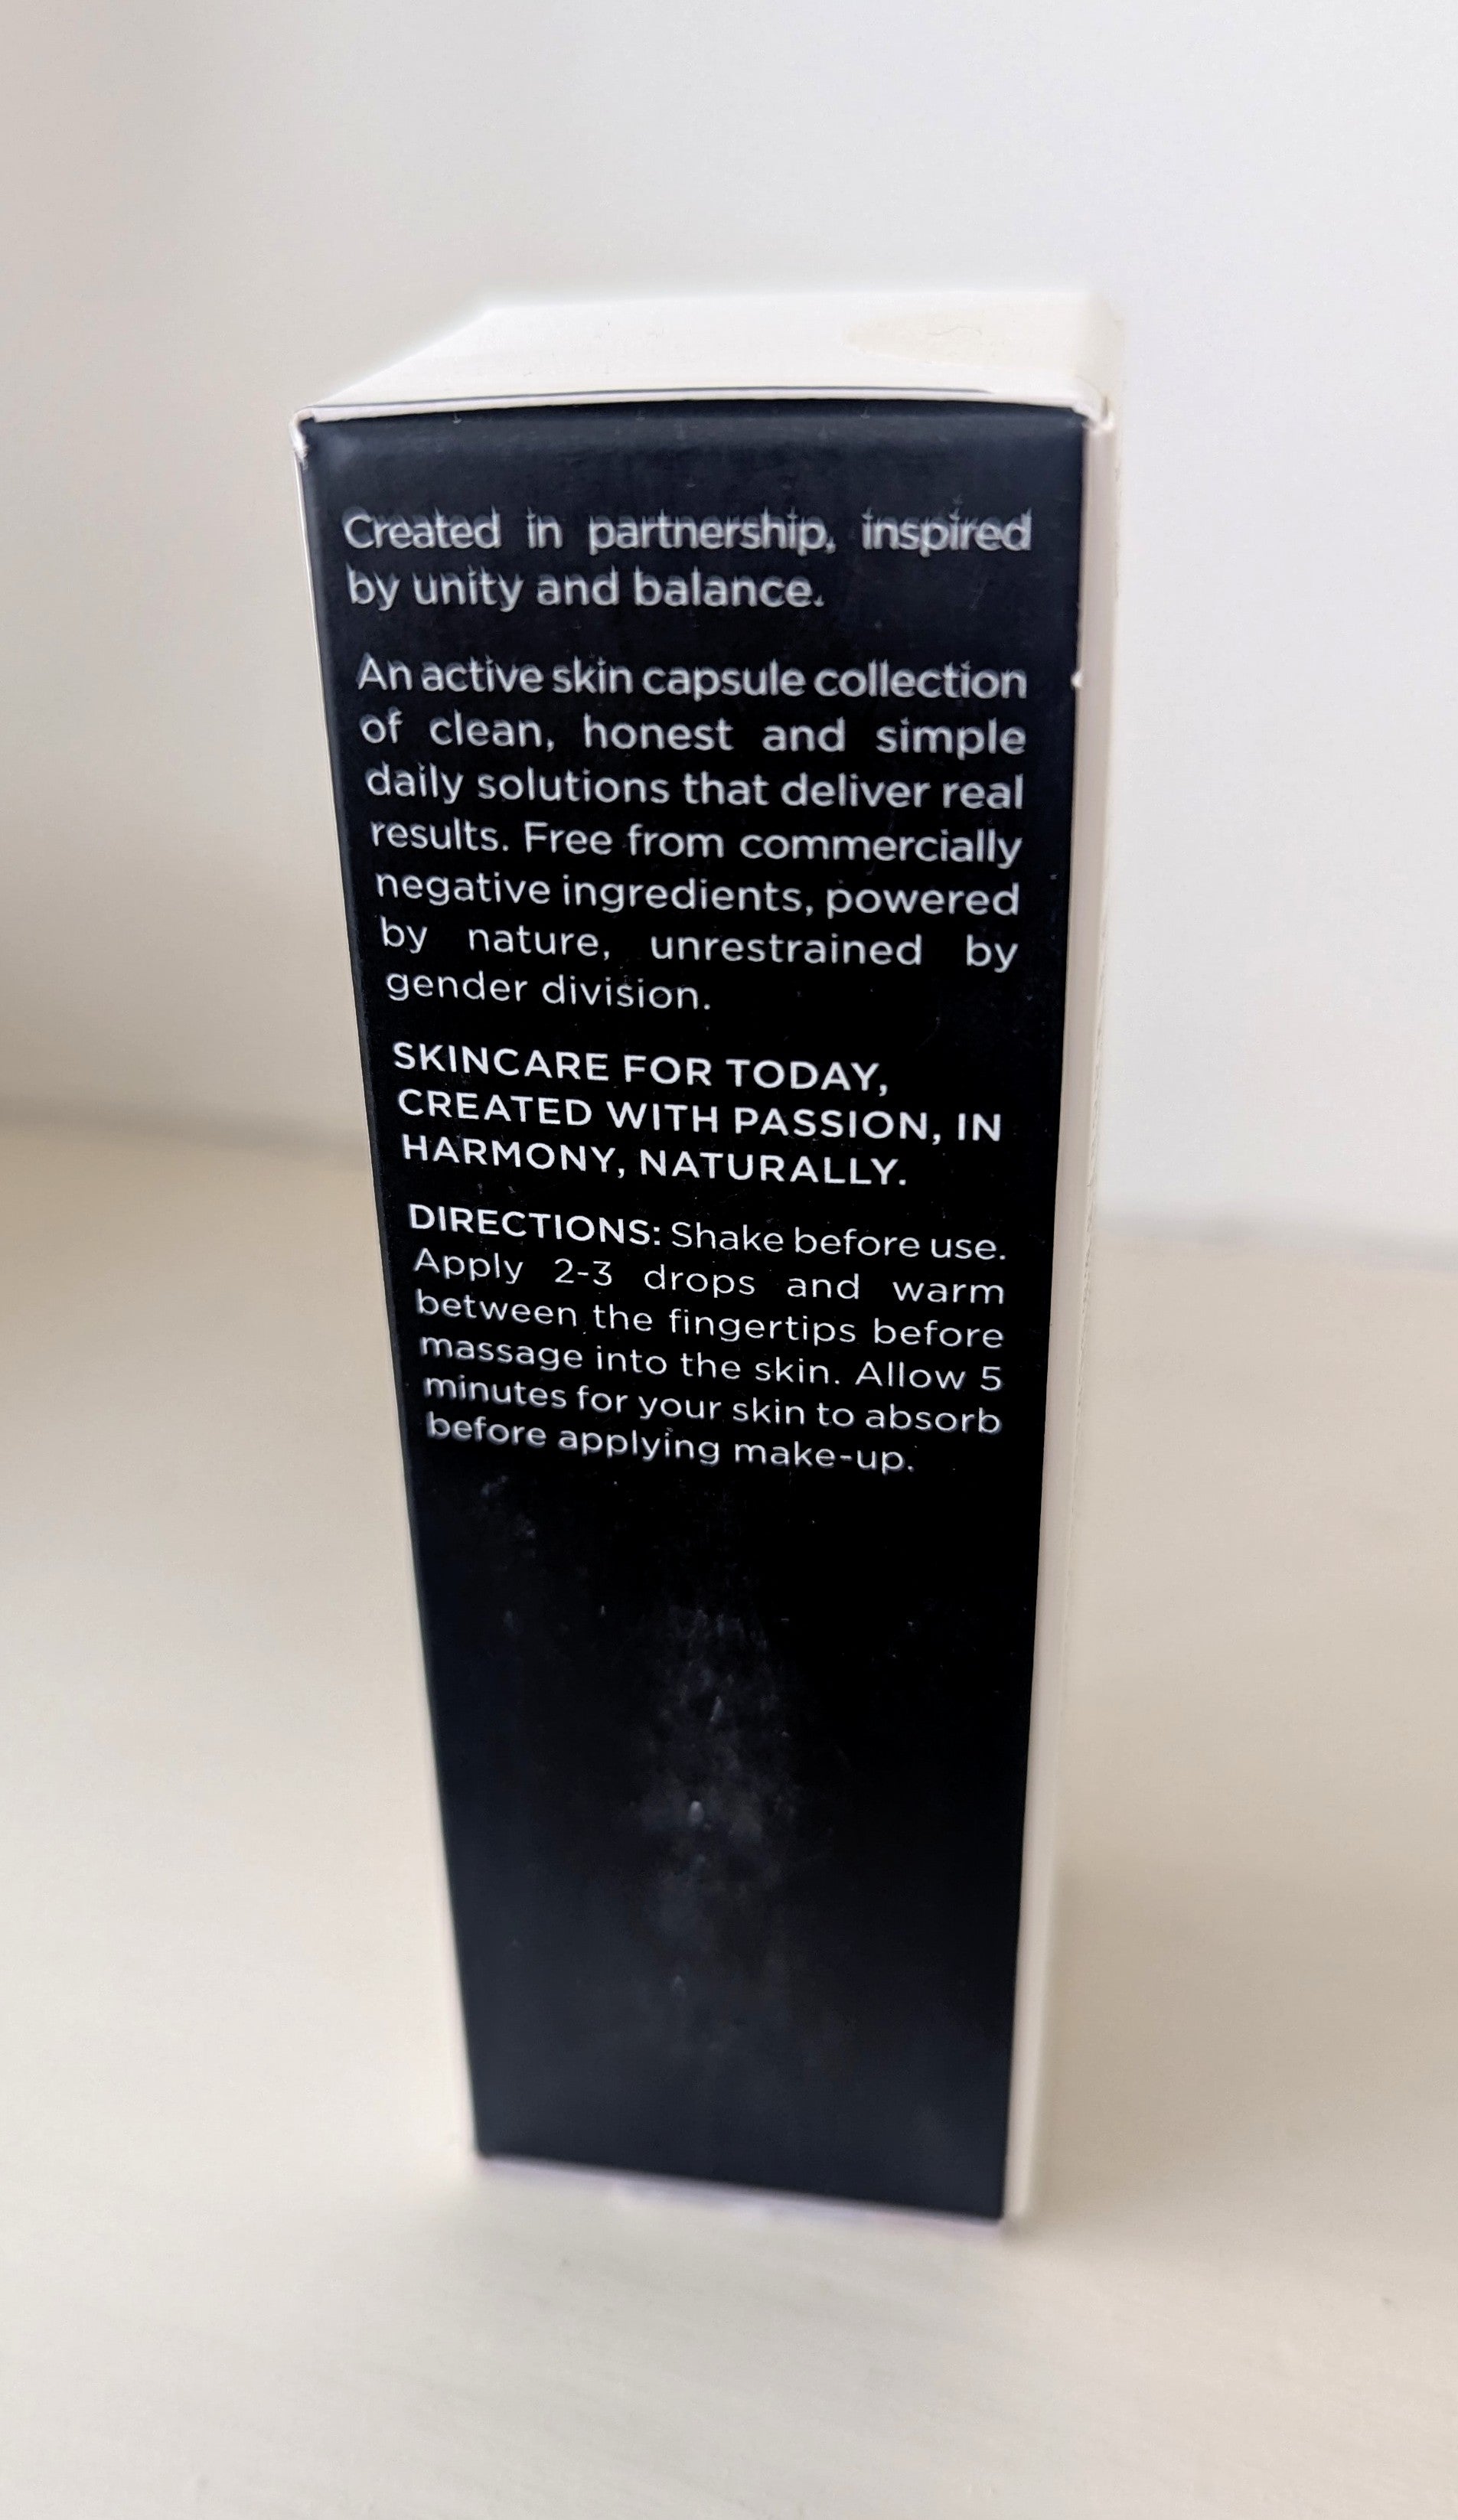 Created in partnership, inspired
by unity and balance.
An active skin capsule collection
of clean, honest and simple
daily solutions that deliver real
results. Free from commercially
negative ingredients, powered
by nature, unrestrained by
gender division.
SKINCARE FOR TODAY,
CREATED WITH PASSION, IN
HARMONY, NATURALLY.
DIRECTIONS: Shake before use.
Apply 2-3 drops and warm
between the fingertips before
massage into the skin. Allow 5
minutes for your skin to absorb
before applying make-up.